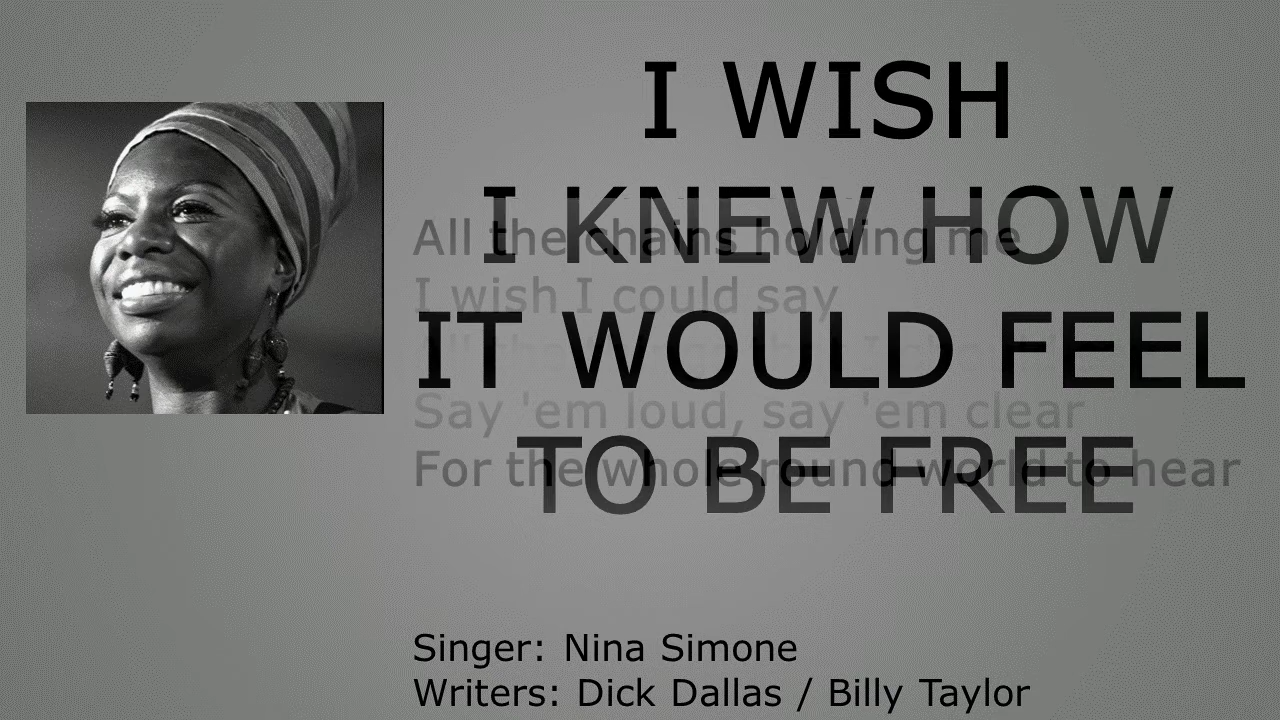 I WISH
I KNEW HOW
All the chains holding me
I wish I could say
IT WOULD FEEL
Say 'em loud, say 'em clear
TO BE FREE
For the whole round world to hear
Singer: Nina Simone
Writers: Dick Dallas / Billy Taylor